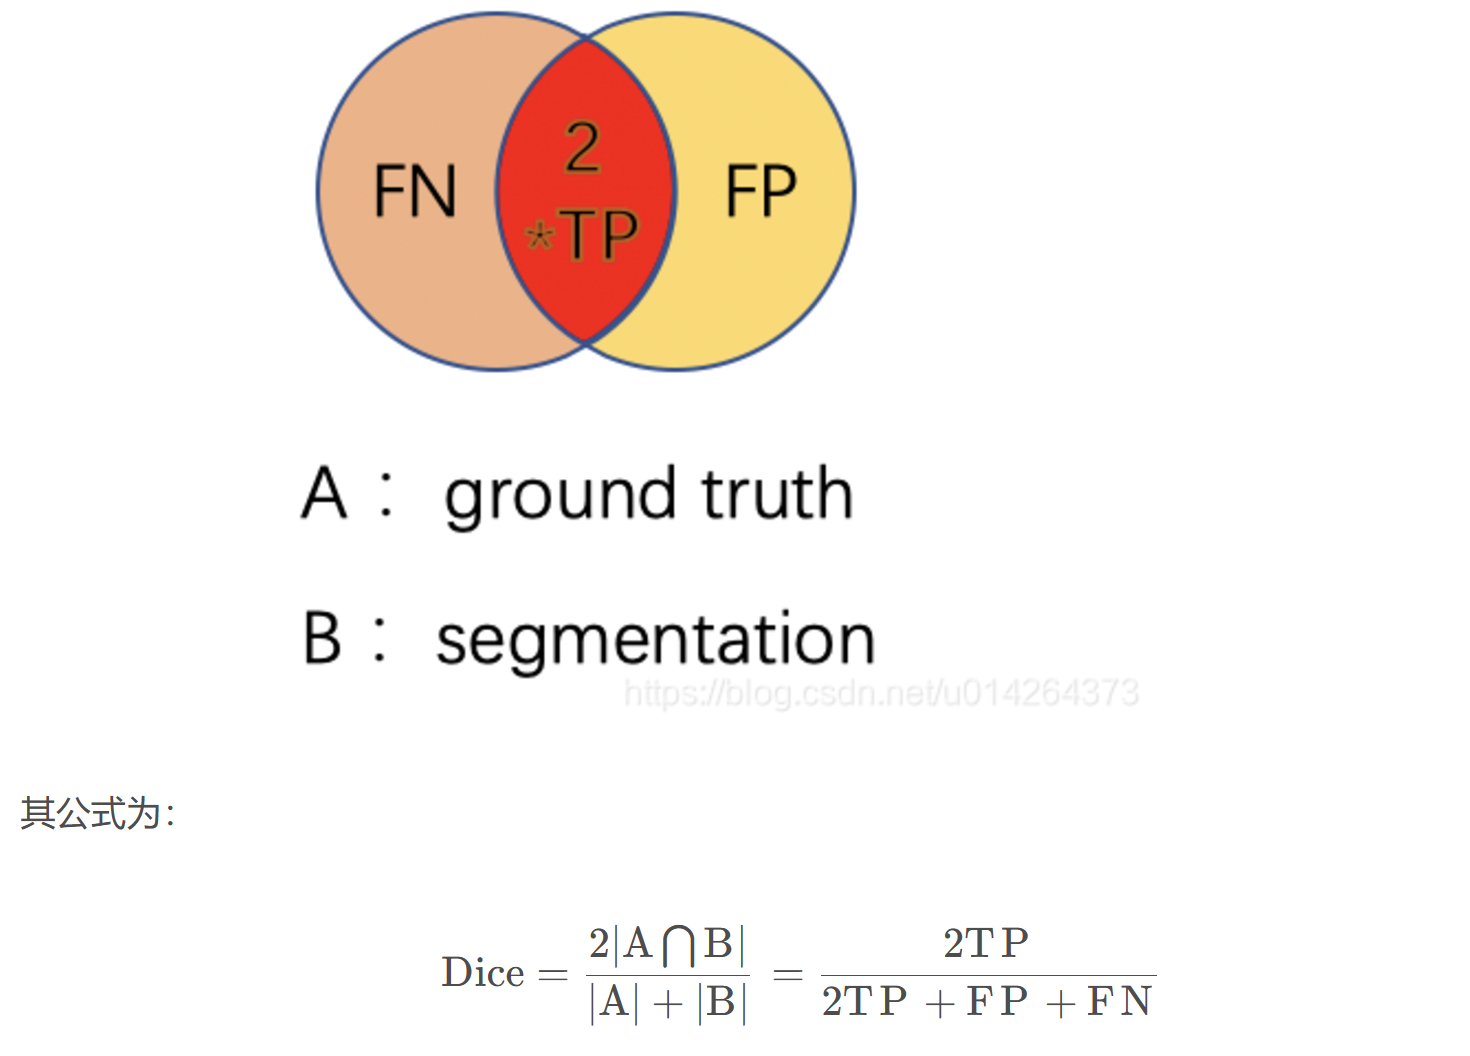 FN 2 FP
*TP
A： ground truth
B： segmentation
https://blog.csdn.net/u014264373
其公式为：
Dice = 2|A⋂B| / |A| + |B| = 2TP / 2TP + FP + FN